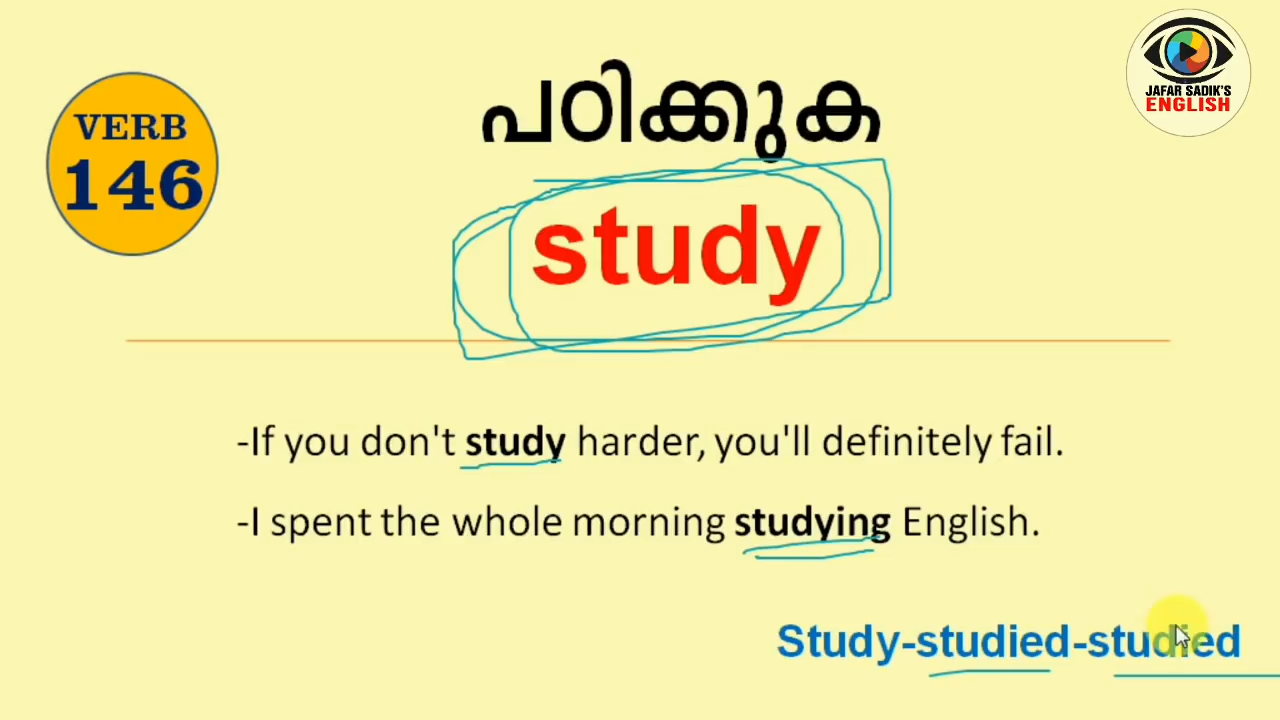 VERB
146
പഠിക്കുക
study
JAFAR SADIK'S
ENGLISH
-If you don't study harder, you'll definitely fail.
-I spent the whole morning studying English.
Study-studied-studied